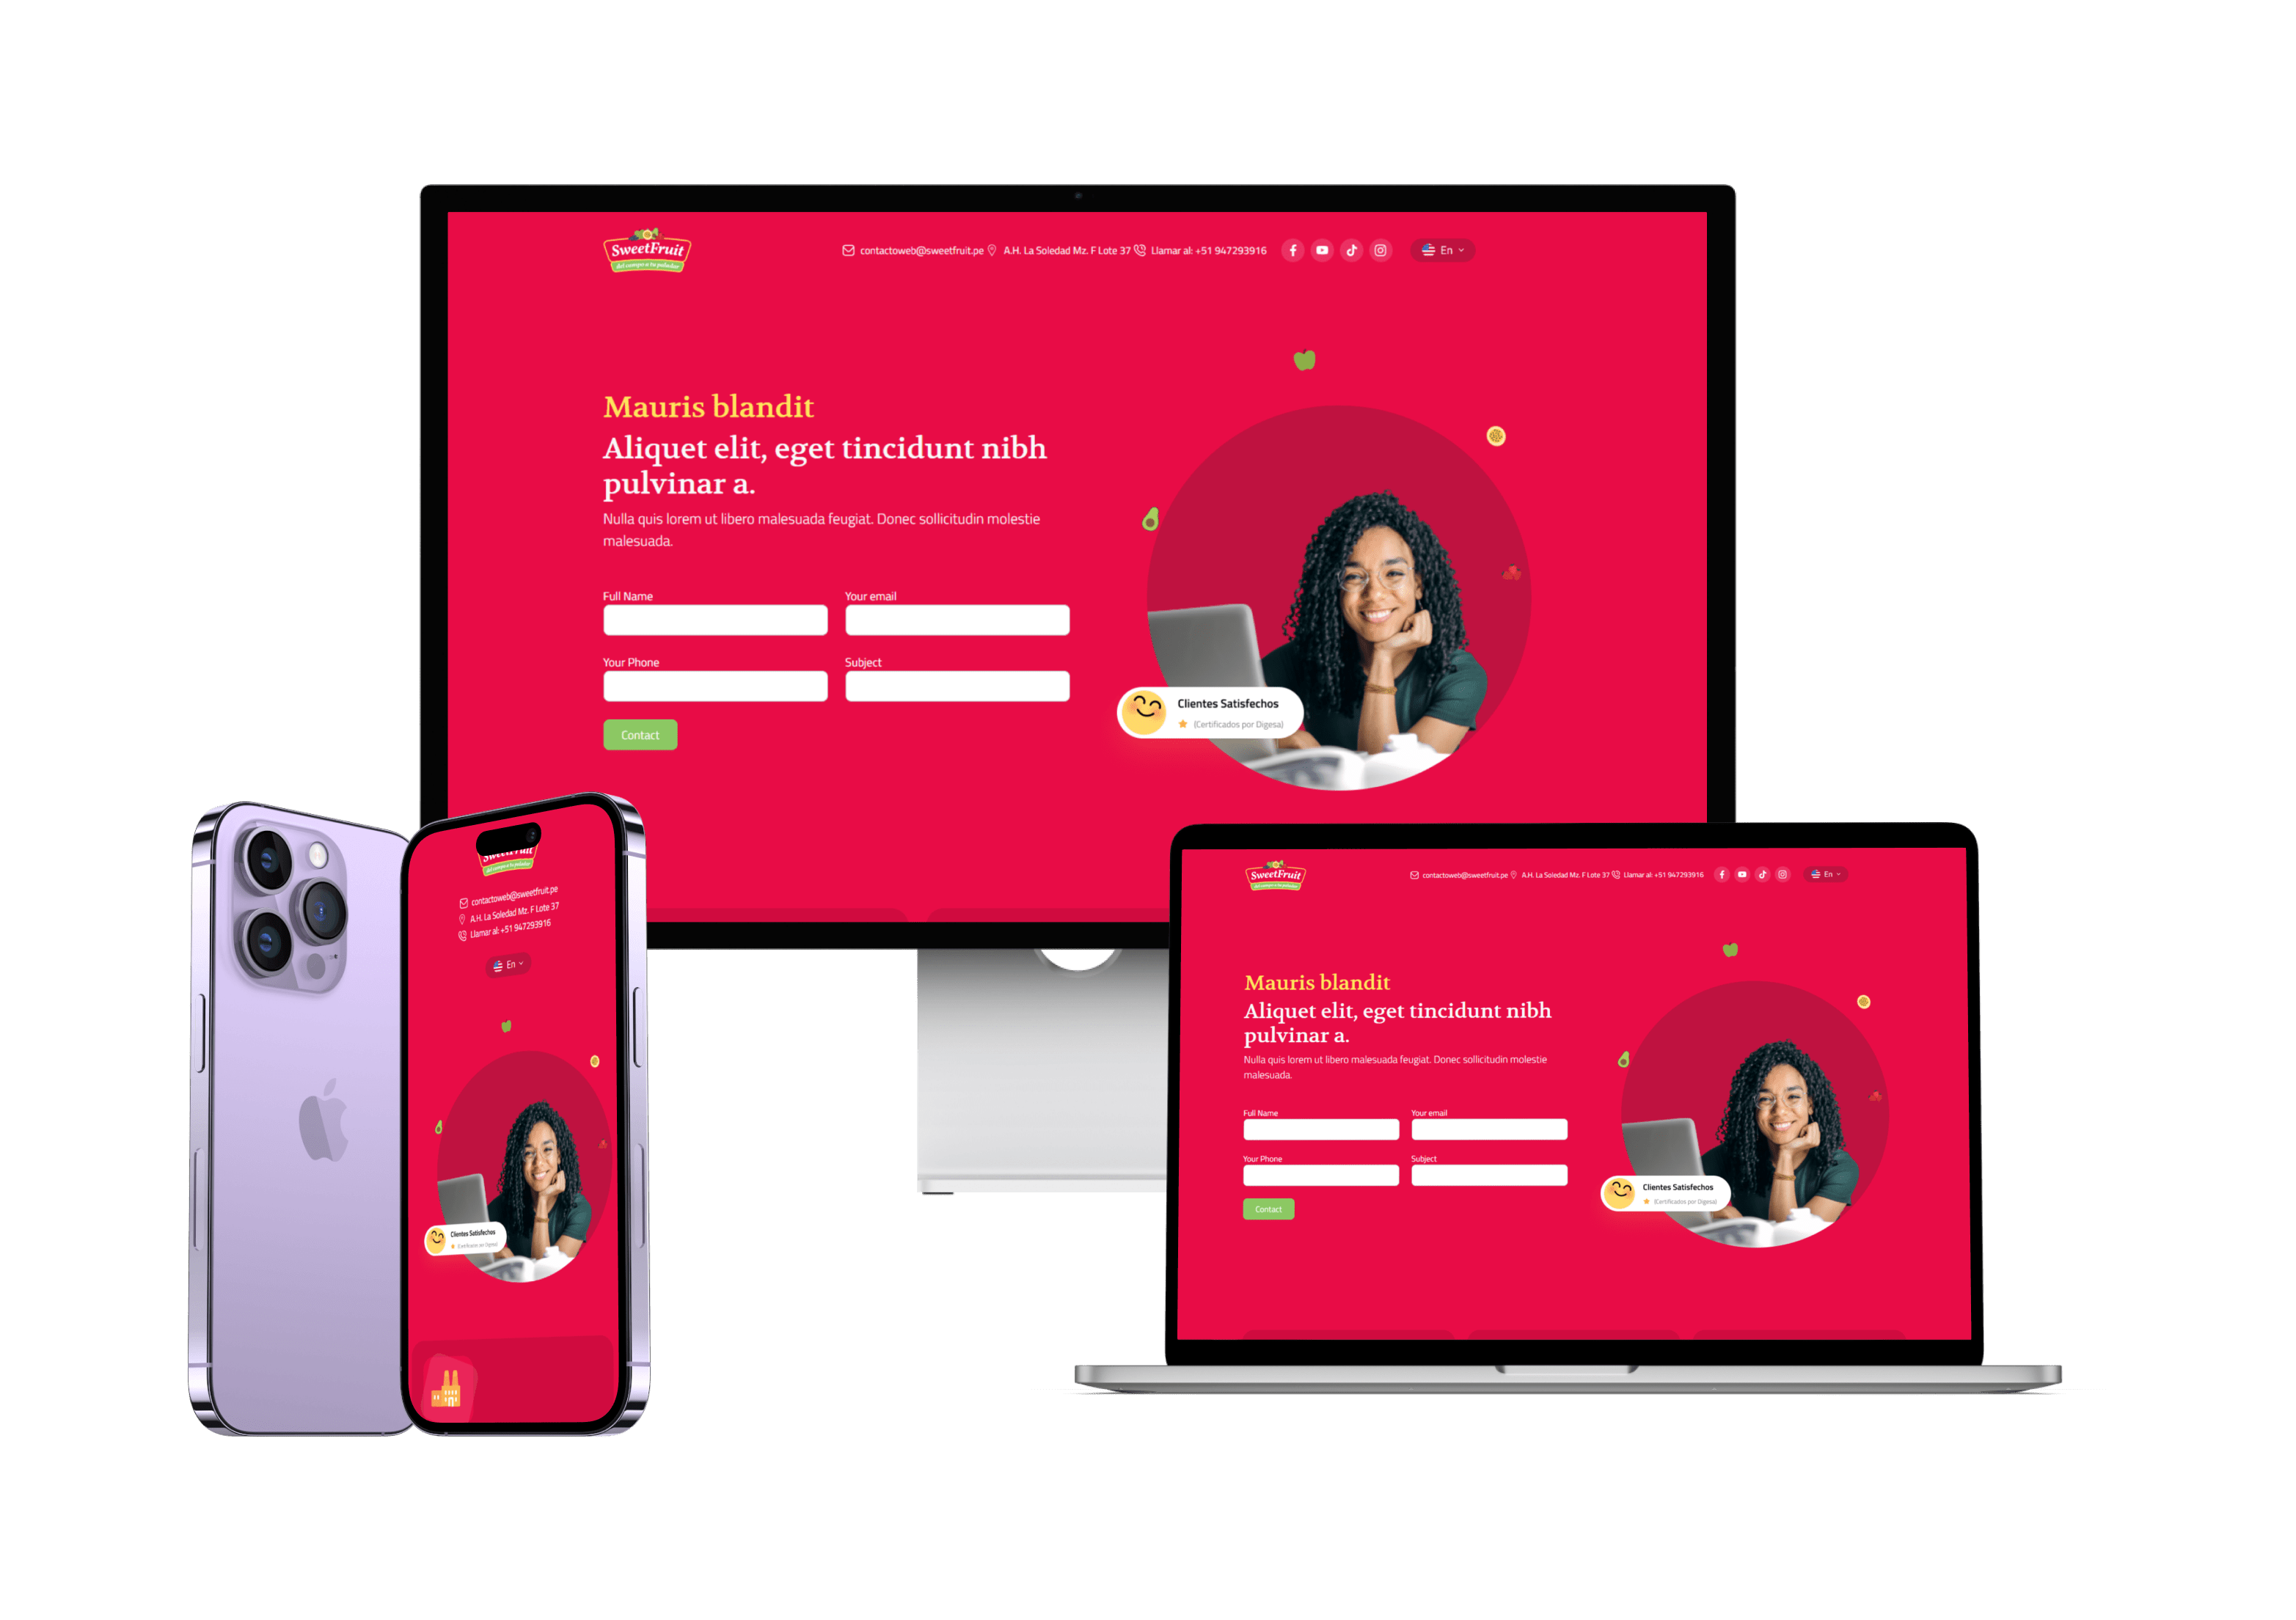 SweetFruit
del campo a tu paladar
contactoweb@sweetfruit.pe A.H. La Soledad Mz. F Lote 37 Llamar al: +51 947293916 En
Mauris blandit
Aliquet elit, eget tincidunt nibh
pulvinar a.
Nulla quis lorem ut libero malesuada feugiat. Donec sollicitudin molestie
malesuada.
Full Name Your email
Your Phone Subject
Contact
Clientes Satisfechos
(Certificados por Digesa)
SweetFruit
del campo a tu paladar
contactoweb@sweetfruit.pe
A.H. La Soledad Mz. F Lote 37
Llamar al: +51 947293916
En
Clientes Satisfechos
(Certificados por Digesa)
SweetFruit
del campo a tu paladar
contactoweb@sweetfruit.pe A.H. La Soledad Mz. F Lote 37 Llamar al: +51 947293916 En
Mauris blandit
Aliquet elit, eget tincidunt nibh
pulvinar a.
Nulla quis lorem ut libero malesuada feugiat. Donec sollicitudin molestie
malesuada.
Full Name Your email
Your Phone Subject
Contact
Clientes Satisfechos
(Certificados por Digesa)